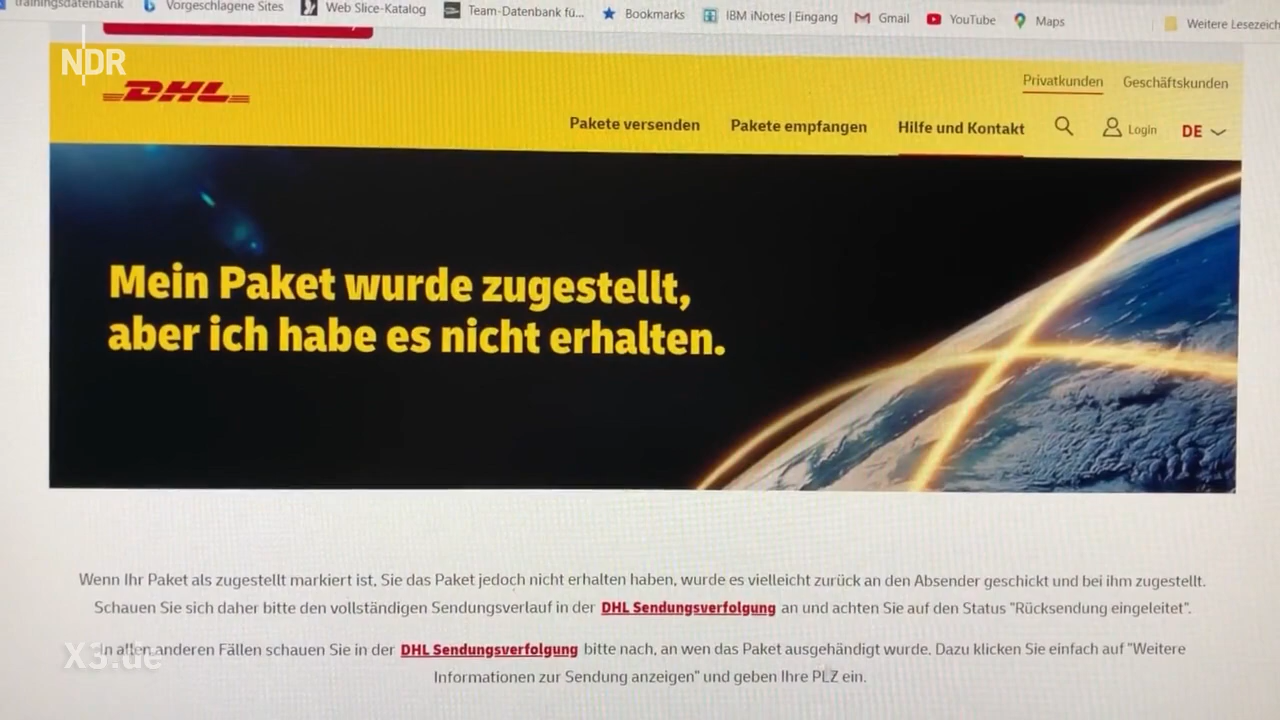 Trainingsdatenbank Vorgeschlagene Sites Web Slice-Katalog Team-Datenbank fü... Bookmarks IBM iNotes | Eingang Gmail YouTube Maps Weitere Lesezeich
NDR
DHL
Privatkunden Geschäftskunden
Pakete versenden Pakete empfangen Hilfe und Kontakt Login DE
Mein Paket wurde zugestellt,
aber ich habe es nicht erhalten.
Wenn Ihr Paket als zugestellt markiert ist, Sie das Paket jedoch nicht erhalten haben, wurde es vielleicht zurück an den Absender geschickt und bei ihm zugestellt.
Schauen Sie sich daher bitte den vollständigen Sendungsverlauf in der DHL Sendungsverfolgung an und achten Sie auf den Status "Rücksendung eingeleitet".
In allen anderen Fällen schauen Sie in der DHL Sendungsverfolgung bitte nach, an wen das Paket ausgehändigt wurde. Dazu klicken Sie einfach auf "Weitere
X3.de
Informationen zur Sendung anzeigen" und geben Ihre PLZ ein.